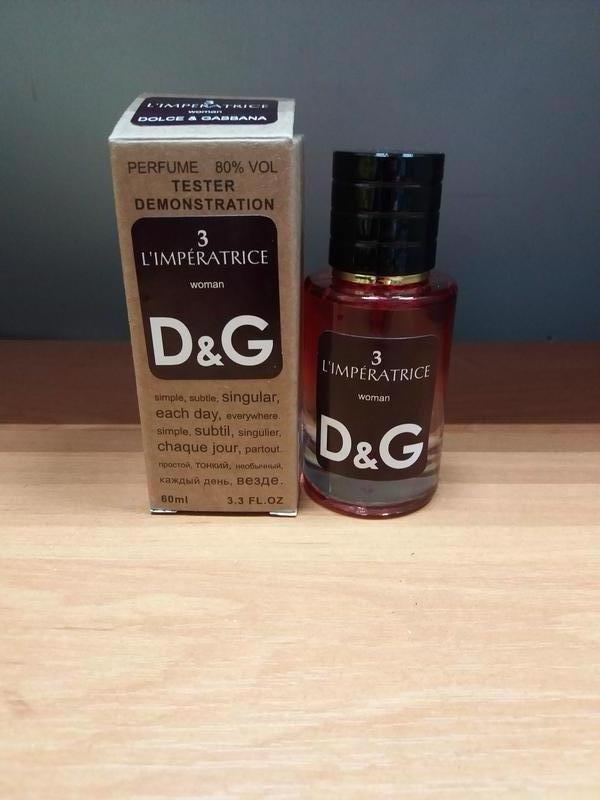 3
L'IMPÉRATRICE
woman
DOLCE & GABBANA
PERFUME 80% VOL
TESTER
DEMONSTRATION
3
L'IMPÉRATRICE
woman
D&G
simple, subtle, singular,
each day, everywhere.
simple, subtil, singulier,
chaque jour, partout.
простой, тонкий, необычный,
каждый день, везде.
60ml 3.3 FL.OZ
3
L'IMPÉRATRICE
woman
D&G